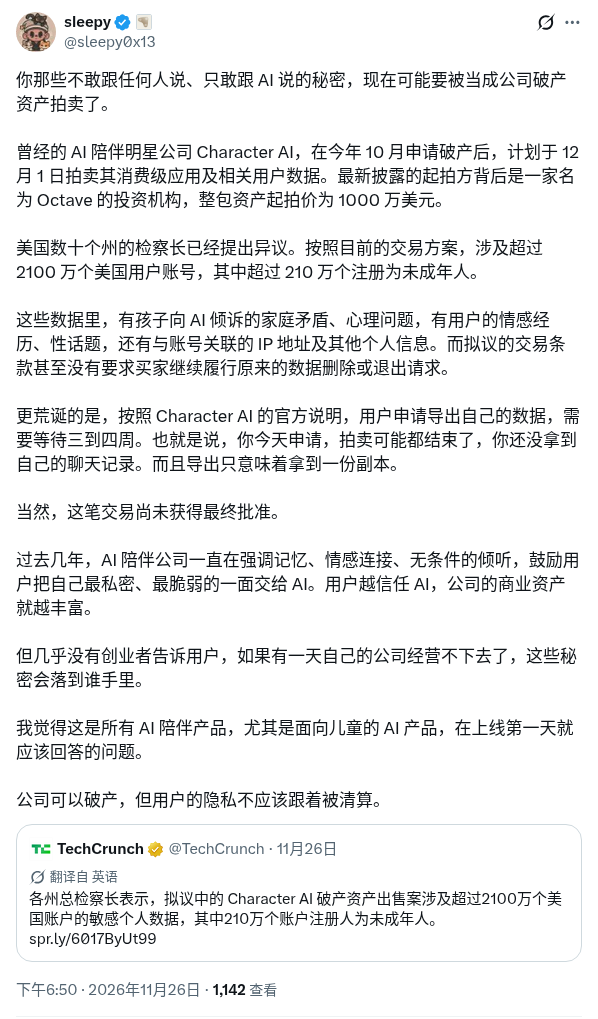 sleepy
@sleepy0x13
你那些不敢跟任何人说、只敢跟 AI 说的秘密，现在可能要被当成公司破产
资产拍卖了。
曾经的 AI 陪伴明星公司 Character AI，在今年 10 月申请破产后，计划于 12
月 1 日拍卖其消费级应用及相关用户数据。最新披露的起拍方背后是一家名
为 Octave 的投资机构，整包资产起拍价为 1000 万美元。
美国数十个州的检察长已经提出异议。按照目前的交易方案，涉及超过
2100 万个美国用户账号，其中超过 210 万个注册为未成年人。
这些数据里，有孩子向 AI 倾诉的家庭矛盾、心理问题，有用户的情感经
历、性话题，还有与账号关联的 IP 地址及其他个人信息。而拟议的交易条
款甚至没有要求买家继续履行原来的数据删除或退出请求。
更荒诞的是，按照 Character AI 的官方说明，用户申请导出自己的数据，需
要等待三到四周。也就是说，你今天申请，拍卖可能都结束了，你还没拿到
自己的聊天记录。而且导出只意味着拿到一份副本。
当然，这笔交易尚未获得最终批准。
过去几年，AI 陪伴公司一直在强调记忆、情感连接、无条件的倾听，鼓励用
户把自己最私密、最脆弱的一面交给 AI。用户越信任 AI，公司的商业资产
就越丰富。
但几乎没有创业者告诉用户，如果有一天自己的公司经营不下去了，这些秘
密会落到谁手里。
我觉得这是所有 AI 陪伴产品，尤其是面向儿童的 AI 产品，在上线第一天就
应该回答的问题。
公司可以破产，但用户的隐私不应该跟着被清算。
TechCrunch @TechCrunch · 11月26日
翻译自 英语
各州总检察长表示，拟议中的 Character AI 破产资产出售案涉及超过2100万个美
国账户的敏感个人数据，其中210万个账户注册人为未成年人。
spr.ly/6017ByUt99
下午6:50 · 2026年11月26日 · 1,142 查看